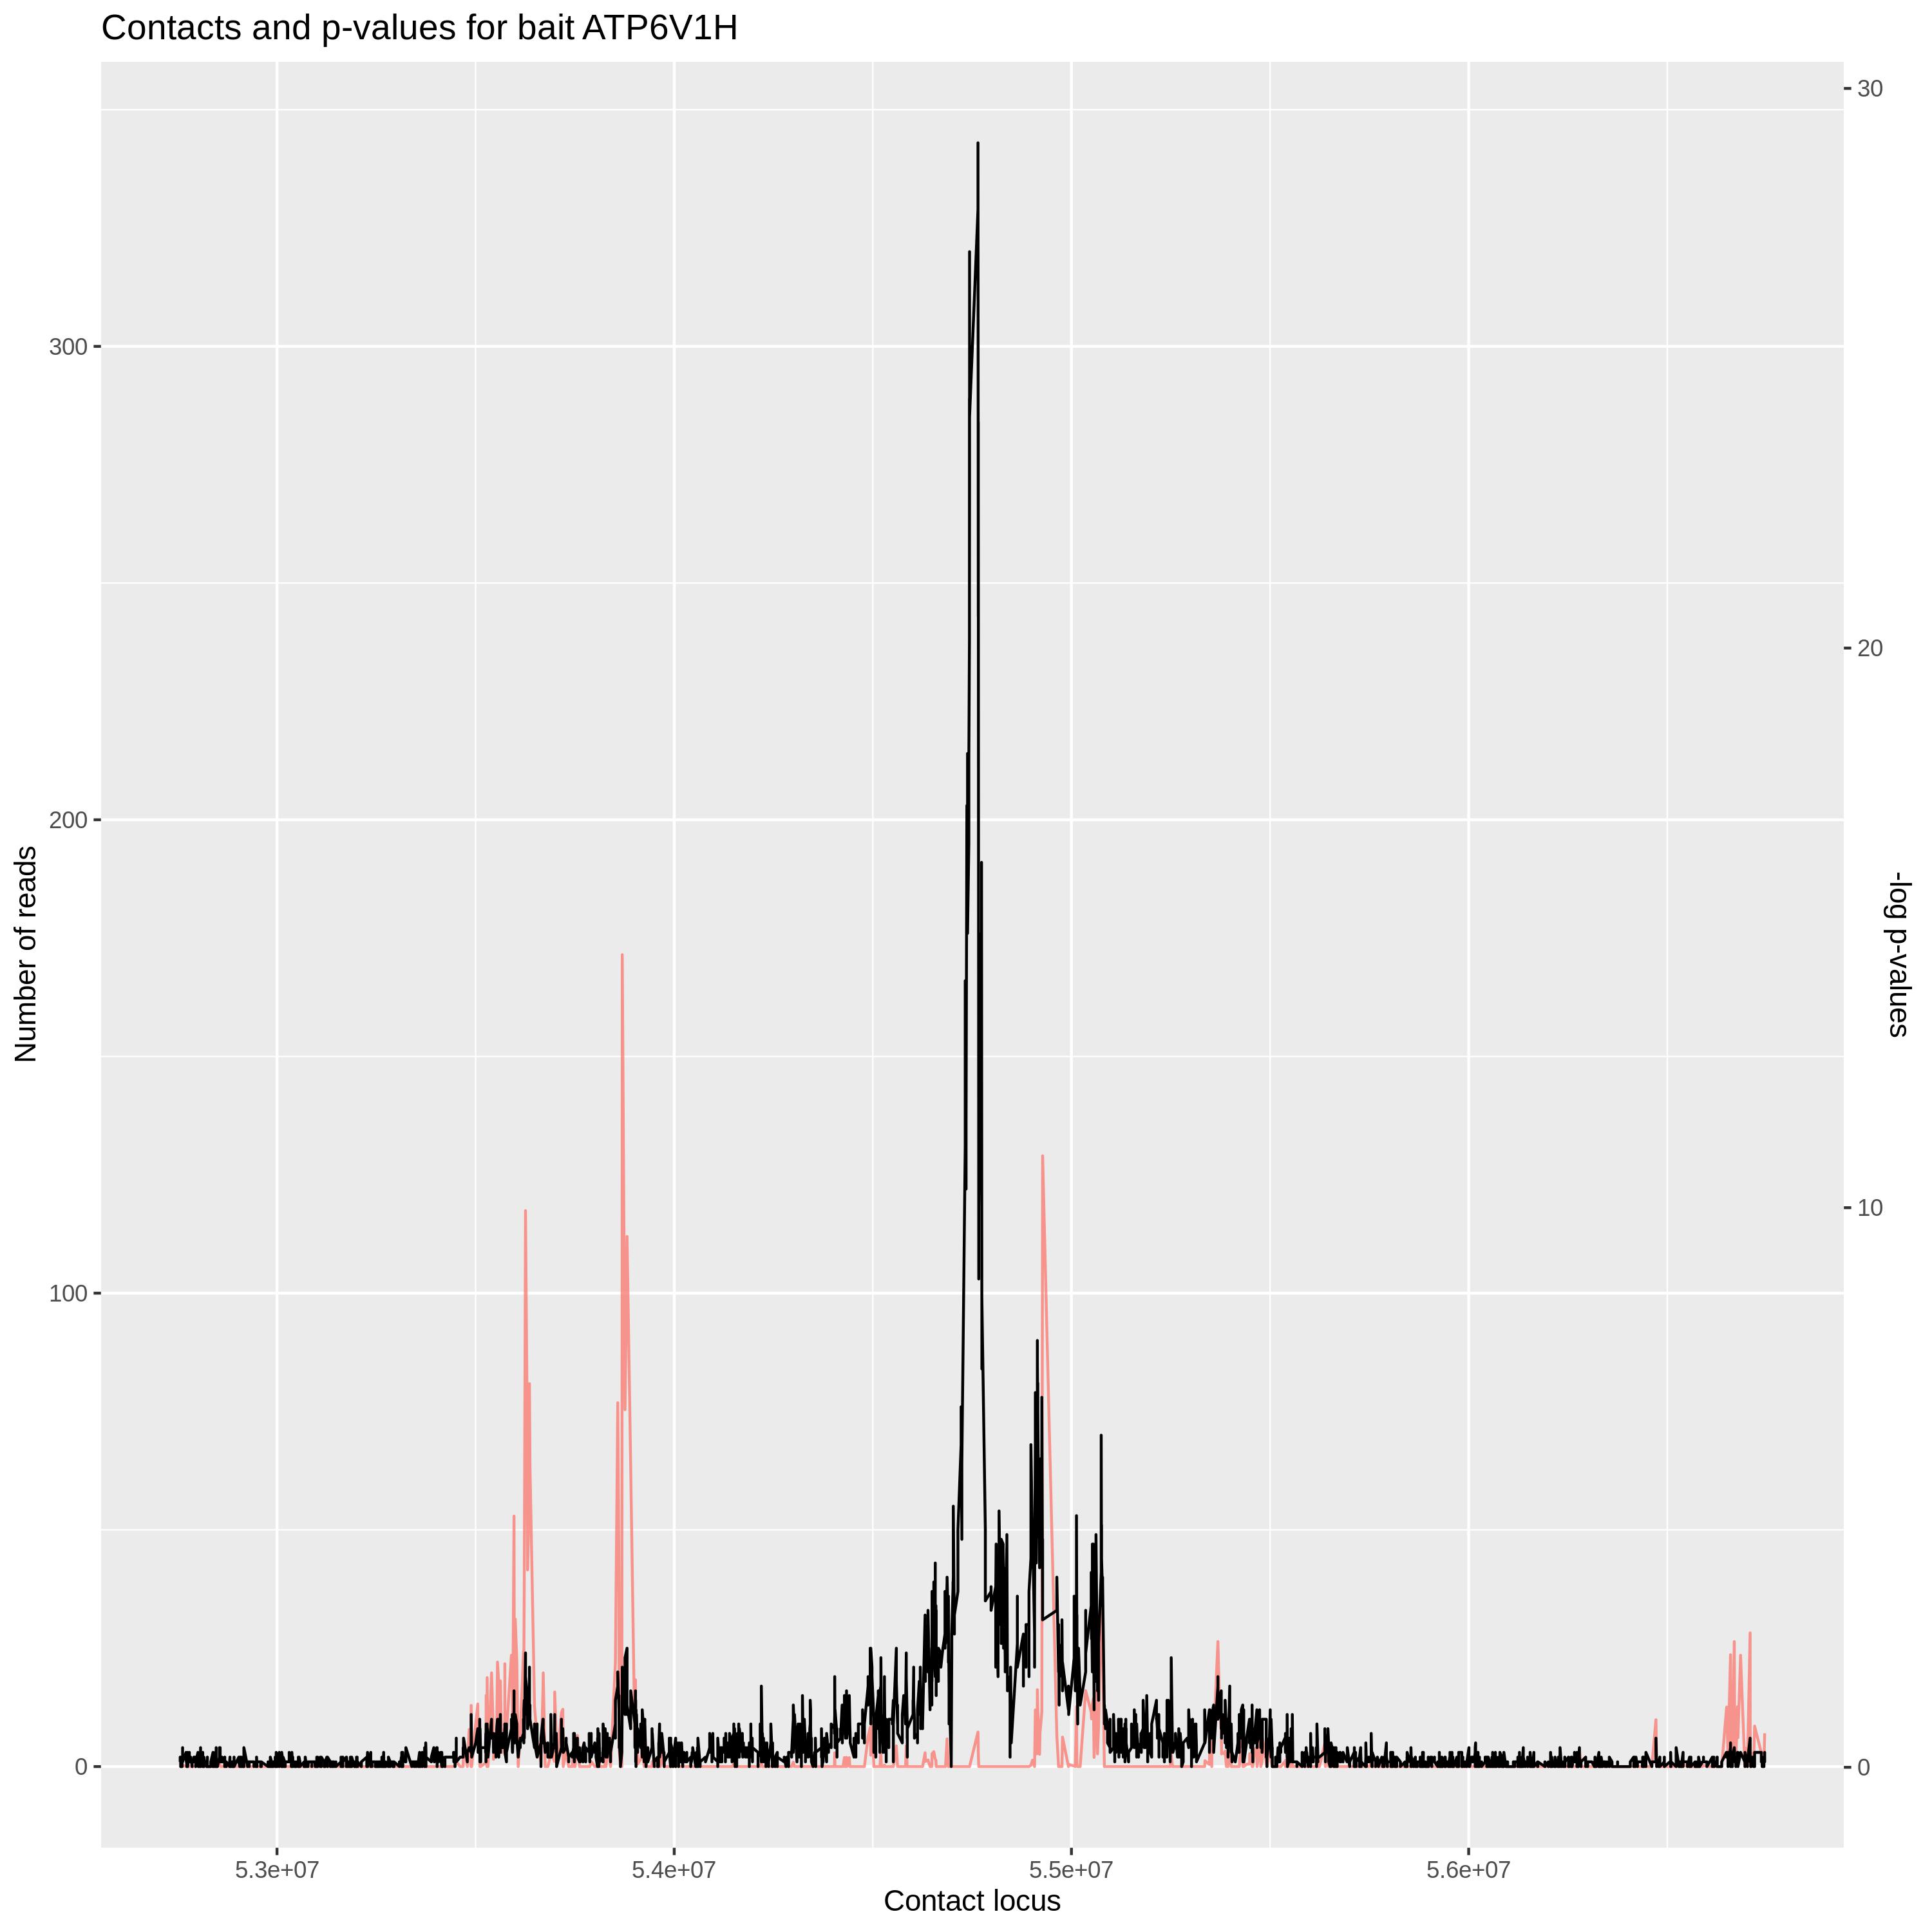 Contacts and p-values for bait ATP6V1H
Number of reads
300
200
100
0
30
20
10
0
-log p-values
5.3e+07
5.4e+07
5.5e+07
5.6e+07
Contact locus